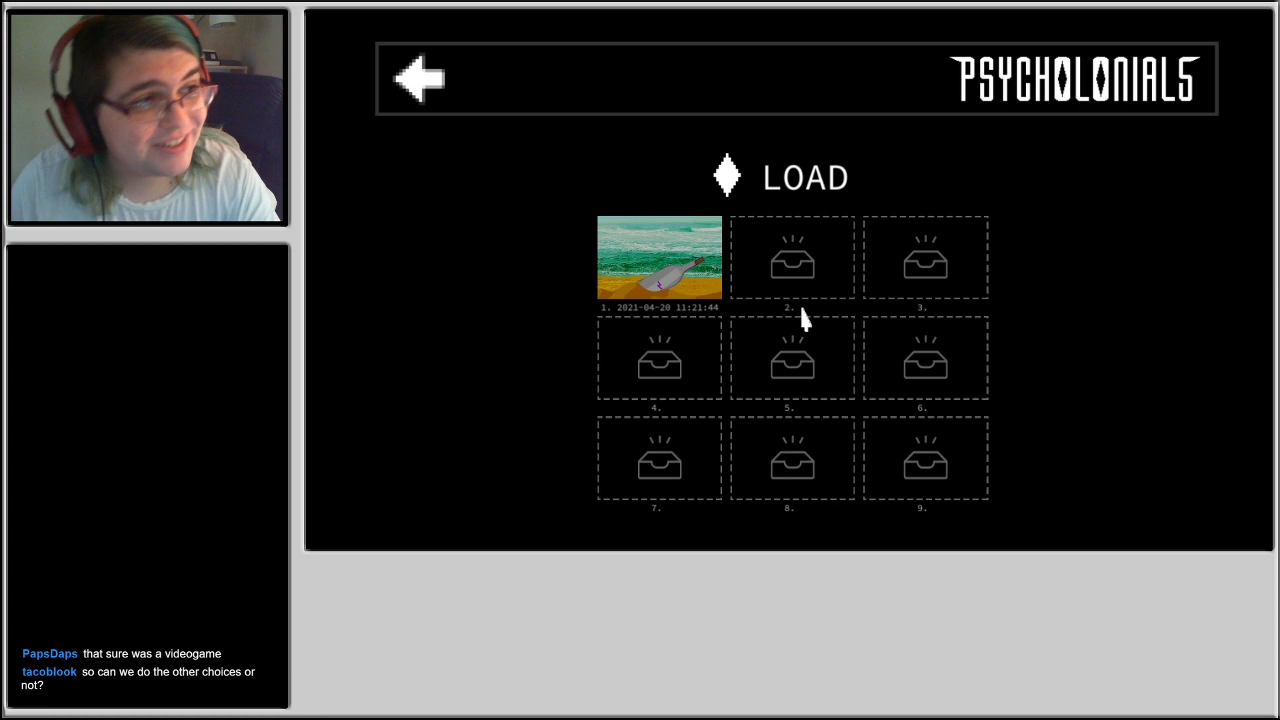 PSYCHOLONIALS
LOAD
1. 2021-04-20 11:21:44
2.
3.
4.
5.
6.
7.
8.
9.
PapsDaps that sure was a videogame
tacoblook so can we do the other choices or
not?